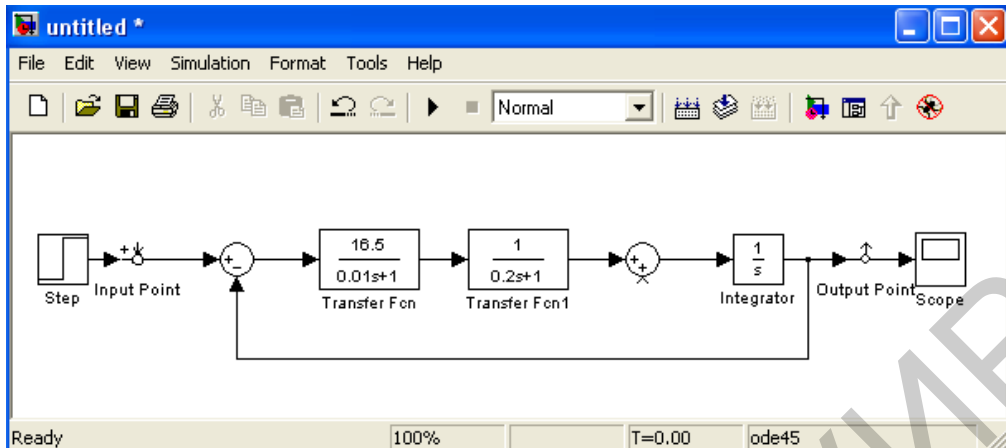 untitled *
File Edit View Simulation Format Tools Help
Normal
Step
Input Point
16.5
0.01s+1
Transfer Fcn
1
0.2s+1
Transfer Fcn1
1
s
Integrator
Output Point
Scope
Ready 100% T=0.00 ode45